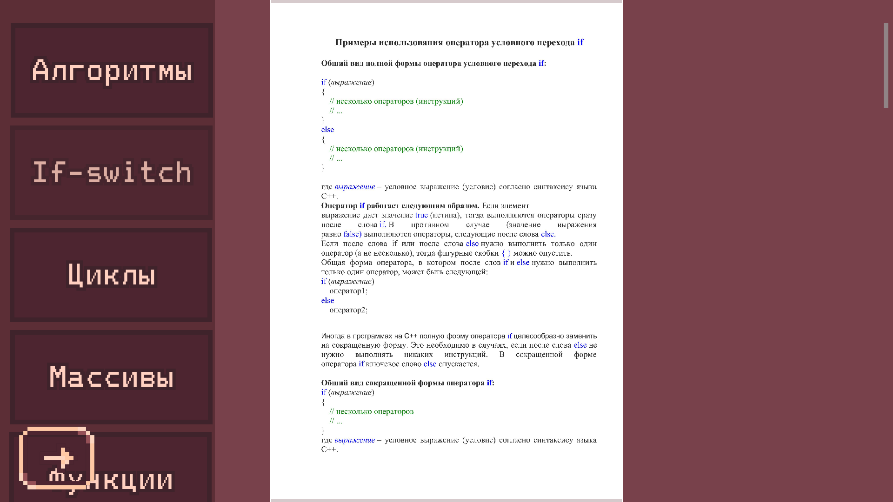 Алгоритмы
If-switch
Циклы
Массивы
Функции
Примеры использования оператора условного перехода if
Общий вид полной формы оператора условного перехода if:
if (выражение)
{
// несколько операторов (инструкций)
// ...
}
else
{
// несколько операторов (инструкций)
// ...
}
где выражение – условное выражение (условие) согласно синтаксису языка
C++.
Оператор if работает следующим образом. Если элемент
выражение дает значение true (истина), тогда выполняются операторы сразу
после слова if. В противном случае (значение выражения
равно false) выполняются операторы, следующие после слова else.
Если после слова if или после слова else нужно выполнить только один
оператор (а не несколько), тогда фигурные скобки { } можно опустить.
Общая форма оператора, в котором после слов if и else нужно выполнить
только один оператор, может быть следующей:
if (выражение)
оператор1;
else
оператор2;
Иногда в программах на C++ полную форму оператора if целесообразно заменить
на сокращенную форму. Это необходимо в случаях, если после слова else не
нужно выполнять никаких инструкций. В сокращенной форме
оператора if ключевое слово else опускается.
Общий вид сокращенной формы оператора if:
if (выражение)
{
// несколько операторов
// ...
}
где выражение – условное выражение (условие) согласно синтаксису языка
C++.